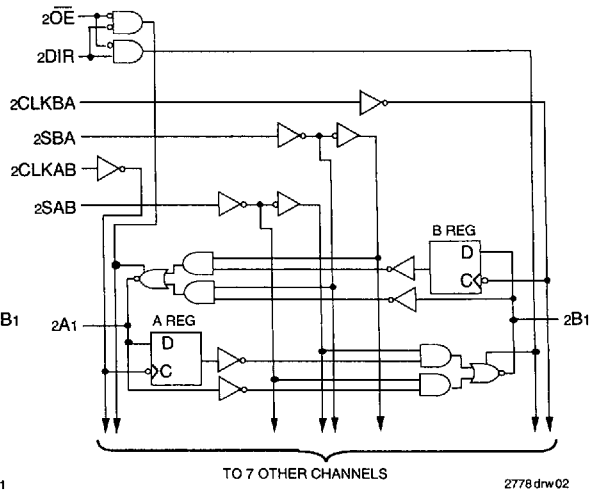 2OE
2DIR
2CLKBA
2SBA
2CLKAB
2SAB
B REG
D
C
B1
2A1
A REG
D
C
2B1
TO 7 OTHER CHANNELS
1
2778 drw 02